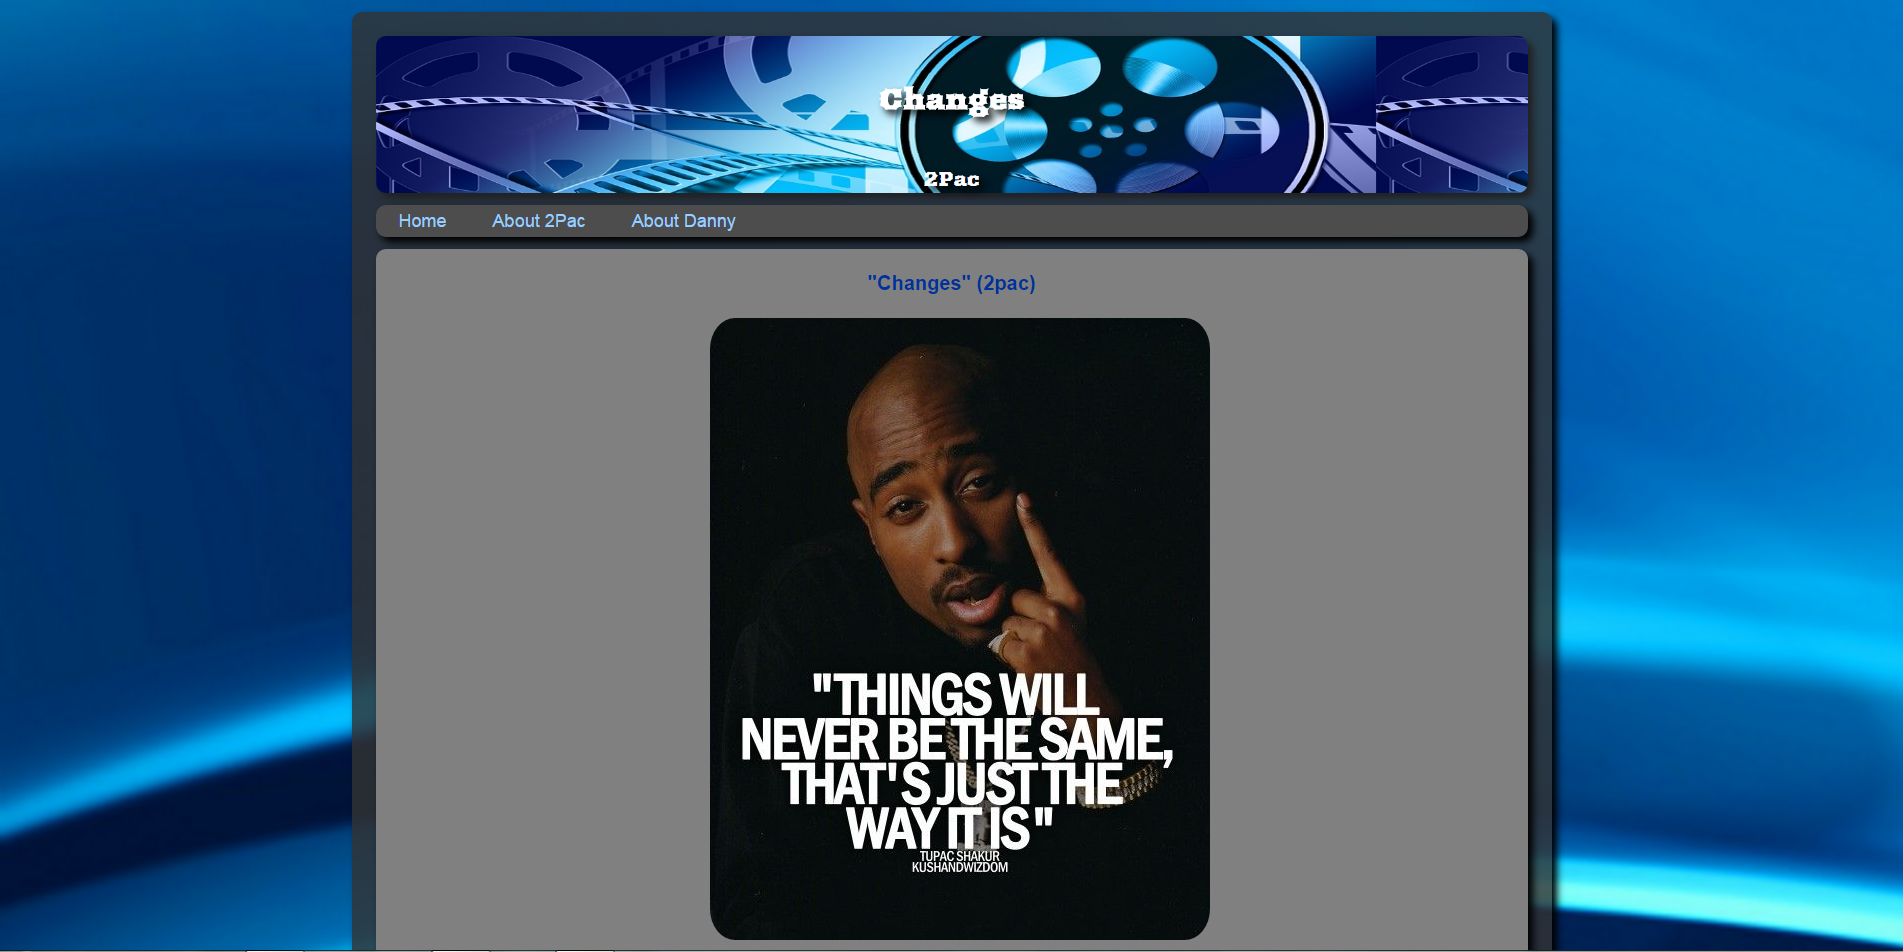 Changes
2Pac
Home About 2Pac About Danny
"Changes" (2pac)
"THINGS WILL
NEVER BE THE SAME,
THAT'S JUST THE
WAY IT IS"
TUPAC SHAKUR
KUSHANDWIZDOM